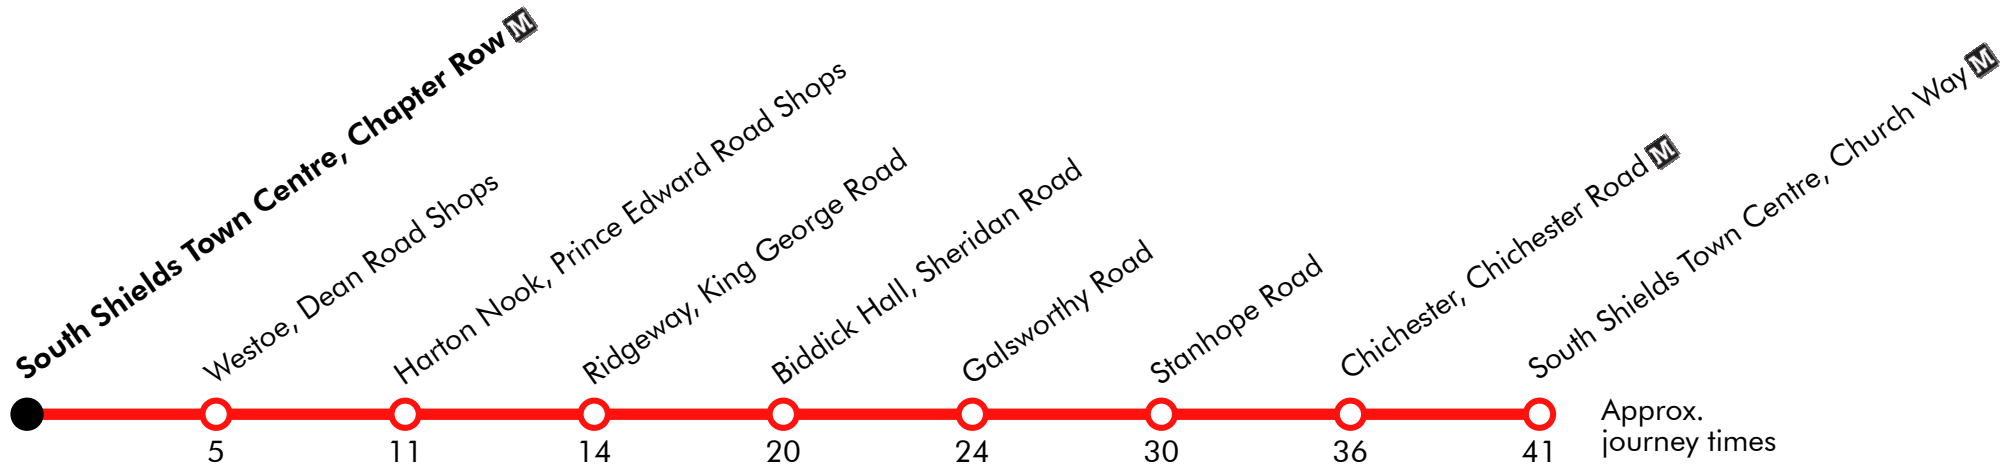 South Shields Town Centre, Chapter Row M
Westoe, Dean Road Shops
Harton Nook, Prince Edward Road Shops
Ridgeway, King George Road
Biddick Hall, Sheridan Road
Galsworthy Road
Stanhope Road
Chichester, Chichester Road M
South Shields Town Centre, Church Way M
5 11 14 20 24 30 36 41
Approx.
journey times